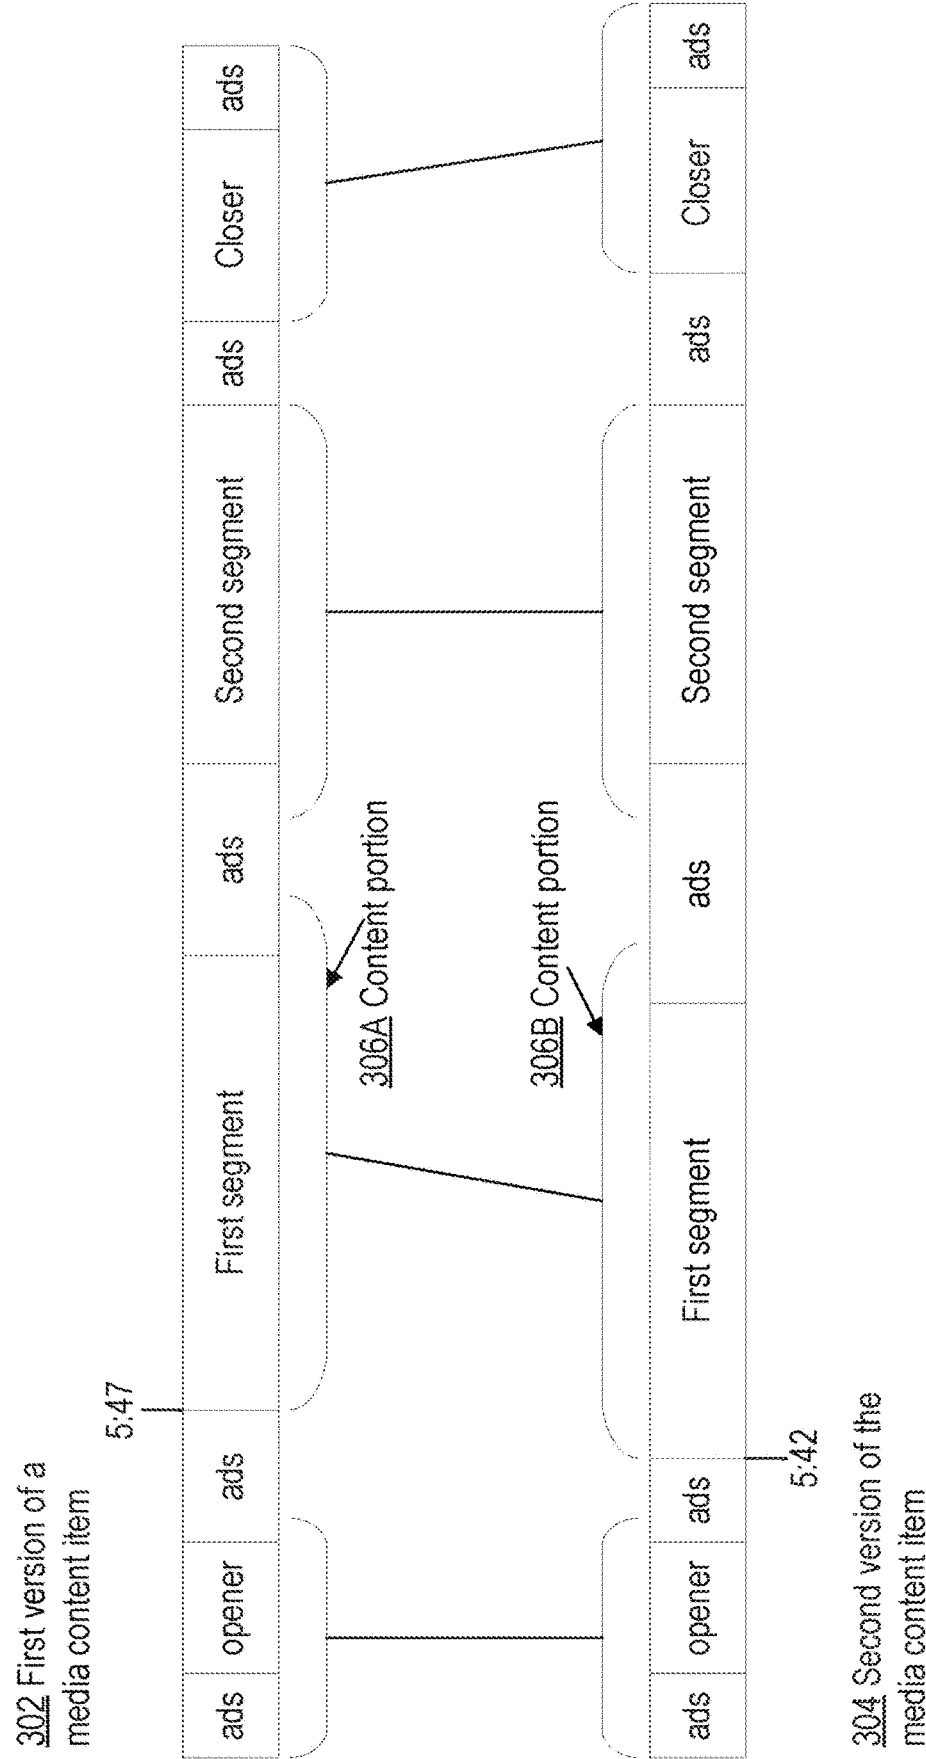 302 First version of a
media content item
5:47
ads
opener
ads
First segment
ads
Second segment
ads
Closer
ads
306A Content portion
306B Content portion
ads
opener
ads
First segment
ads
Second segment
ads
Closer
ads
5:42
304 Second version of the
media content item